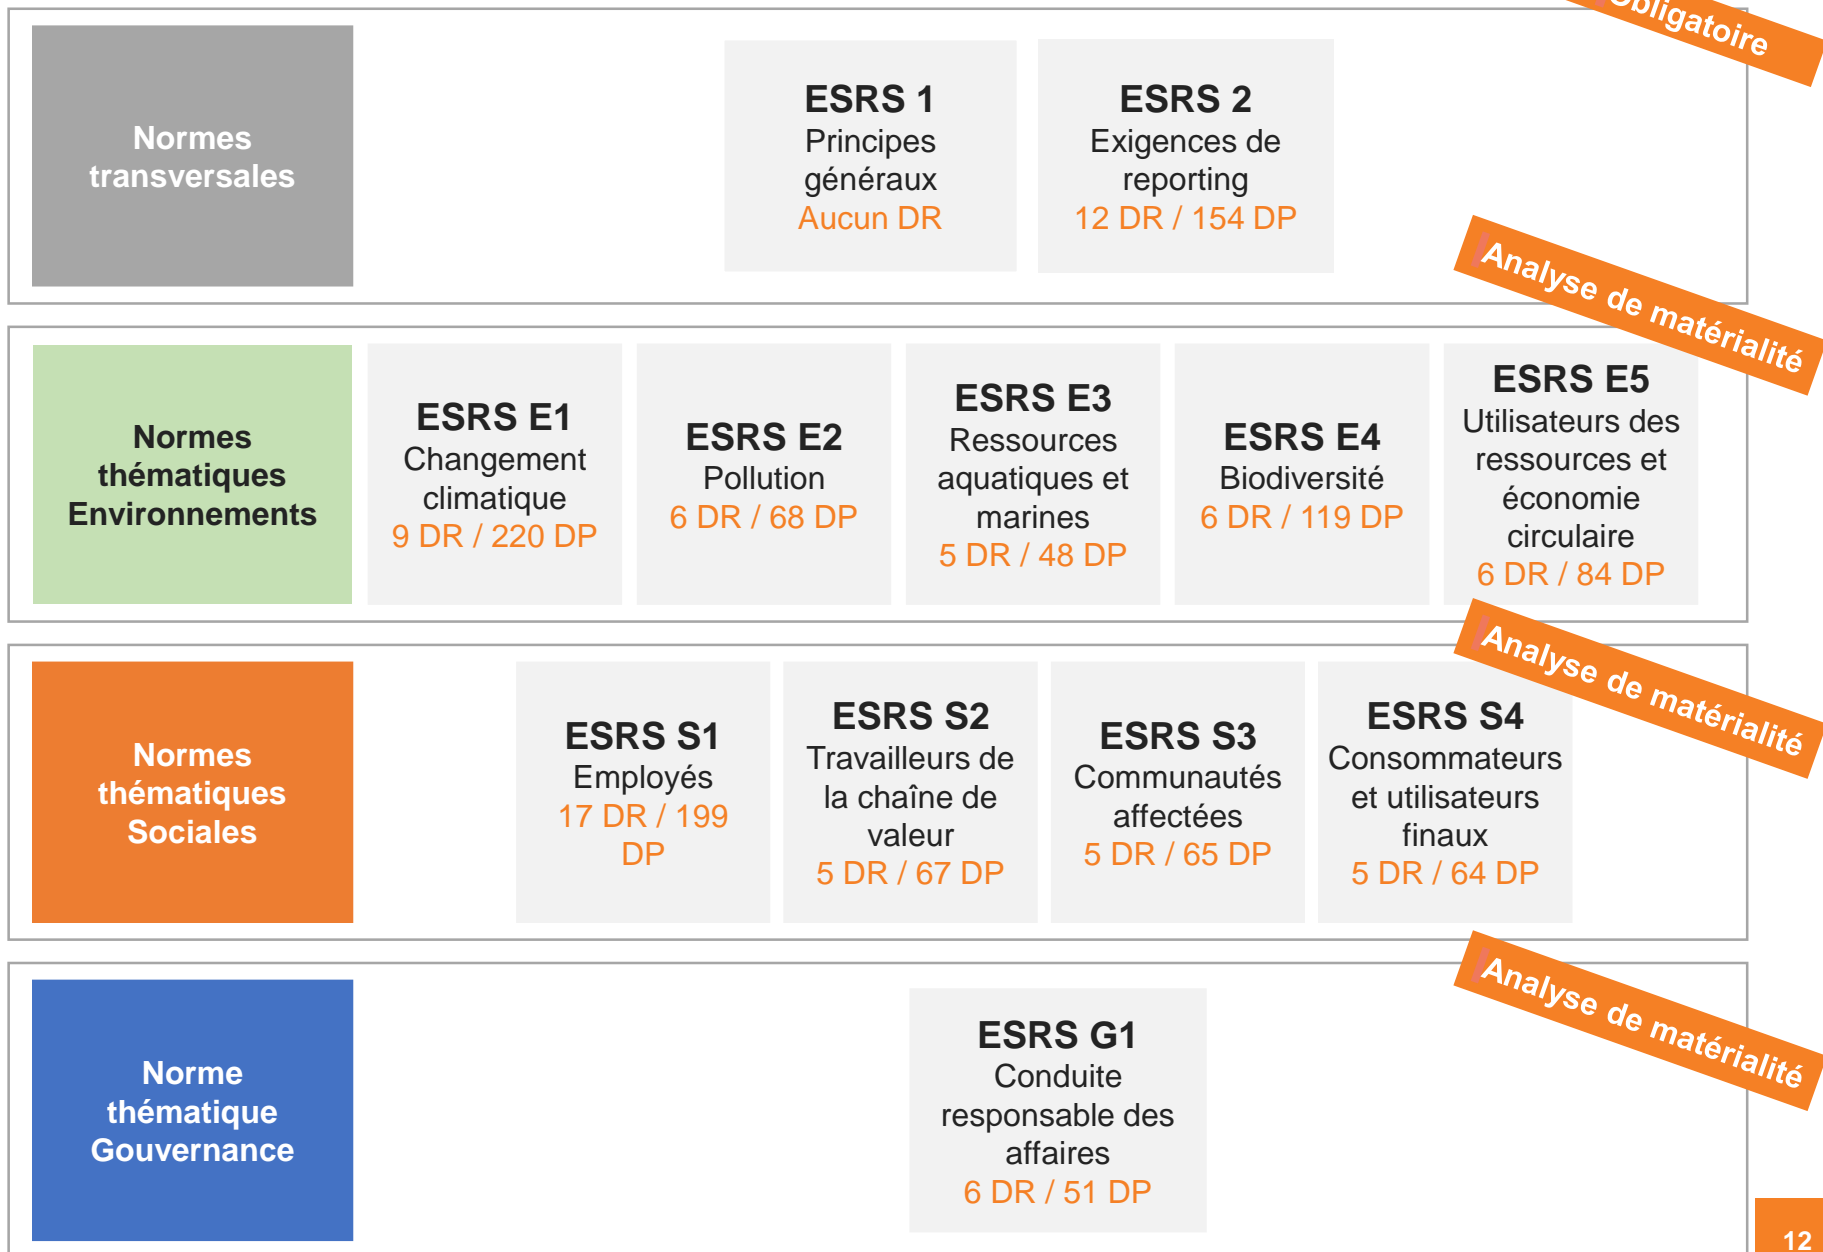 Obligatoire
Normes
transversales
ESRS 1
Principes
généraux
Aucun DR
ESRS 2
Exigences de
reporting
12 DR / 154 DP
Analyse de matérialité
Normes
thématiques
Environnements
ESRS E1
Changement
climatique
9 DR / 220 DP
ESRS E2
Pollution
6 DR / 68 DP
ESRS E3
Ressources
aquatiques et
marines
5 DR / 48 DP
ESRS E4
Biodiversité
6 DR / 119 DP
ESRS E5
Utilisateurs des
ressources et
économie
circulaire
6 DR / 84 DP
Analyse de matérialité
Normes
thématiques
Sociales
ESRS S1
Employés
17 DR / 199
DP
ESRS S2
Travailleurs de
la chaîne de
valeur
5 DR / 67 DP
ESRS S3
Communautés
affectées
5 DR / 65 DP
ESRS S4
Consommateurs
et utilisateurs
finaux
5 DR / 64 DP
Analyse de matérialité
Norme
thématique
Gouvernance
ESRS G1
Conduite
responsable des
affaires
6 DR / 51 DP
12